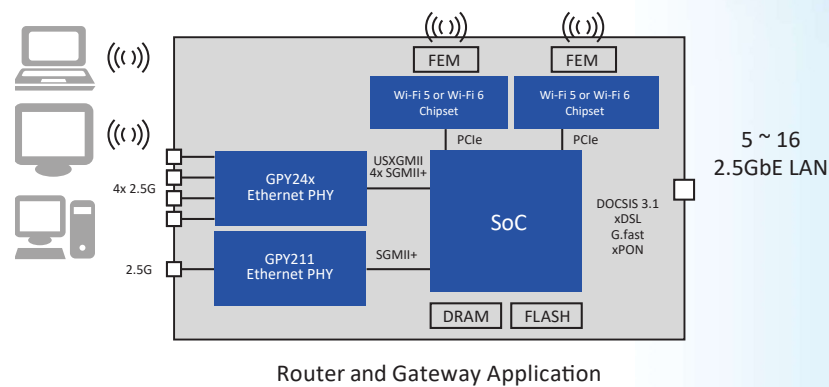 FEM
FEM
Wi-Fi 5 or Wi-Fi 6
Chipset
Wi-Fi 5 or Wi-Fi 6
Chipset
PCIe
PCIe
5 ~ 16
2.5GbE LAN
4x 2.5G
GPY24x
Ethernet PHY
USXGMII
4x SGMII+
SoC
DOCSIS 3.1
xDSL
G.fast
xPON
2.5G
GPY211
Ethernet PHY
SGMII+
DRAM
FLASH
Router and Gateway Application